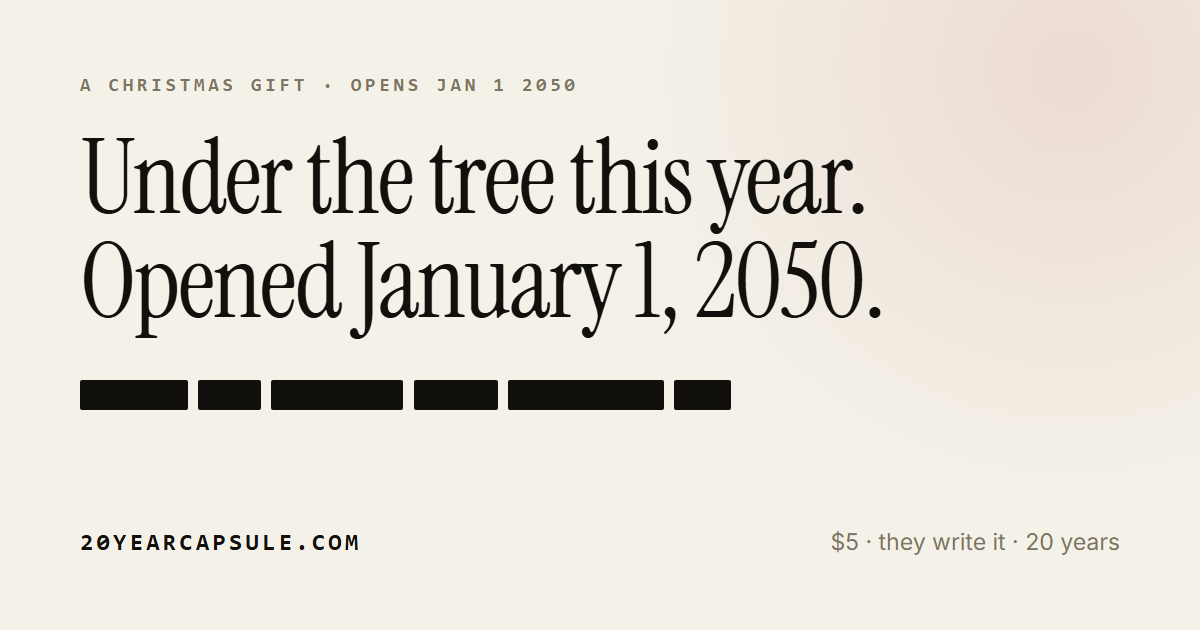 A CHRISTMAS GIFT · OPENS JAN 1 2050
Under the tree this year.
Opened January 1, 2050.
20YEARCAPSULE.COM
$5 · they write it · 20 years